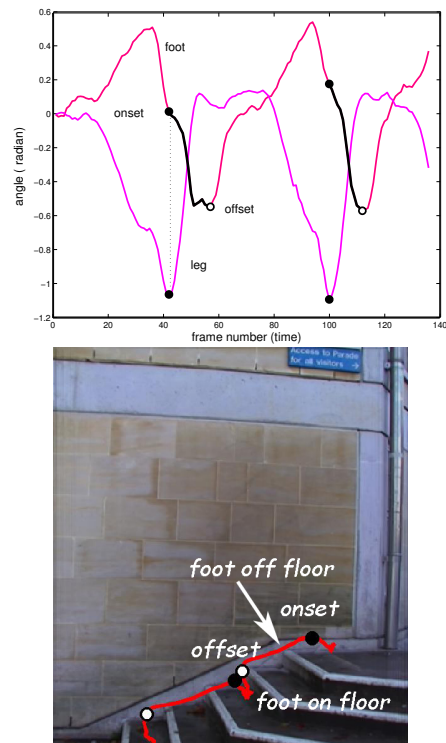 0.6
0.4
0.2
0
-0.2
-0.4
-0.6
-0.8
-1
-1.2
angle ( radian)
foot
onset
offset
leg
0 20 40 60 80 100 120 140
frame number (time)
Access to Parade
for all visitors →
foot off floor
onset
offset
foot on floor